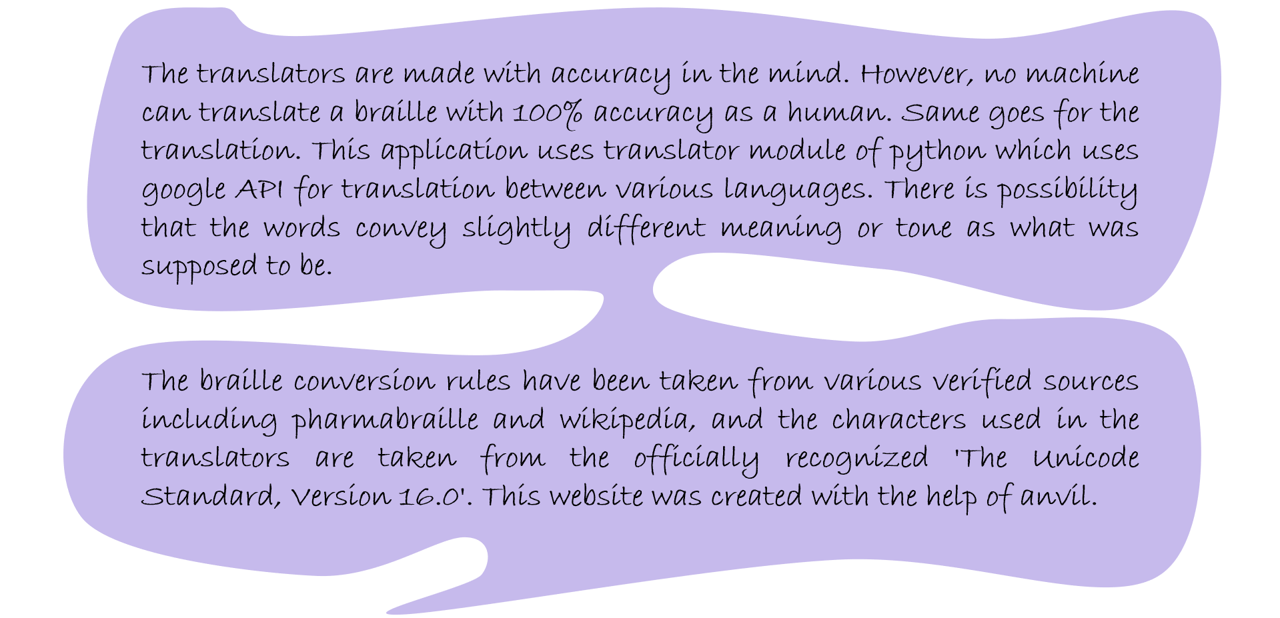 The translators are made with accuracy in the mind. However, no machine
can translate a braille with 100% accuracy as a human. Same goes for the
translation. This application uses translator module of python which uses
google API for translation between various languages. There is possibility
that the words convey slightly different meaning or tone as what was
supposed to be.
The braille conversion rules have been taken from various verified sources
including pharmabraille and wikipedia, and the characters used in the
translators are taken from the officially recognized 'The Unicode
Standard, Version 16.0'. This website was created with the help of anvil.